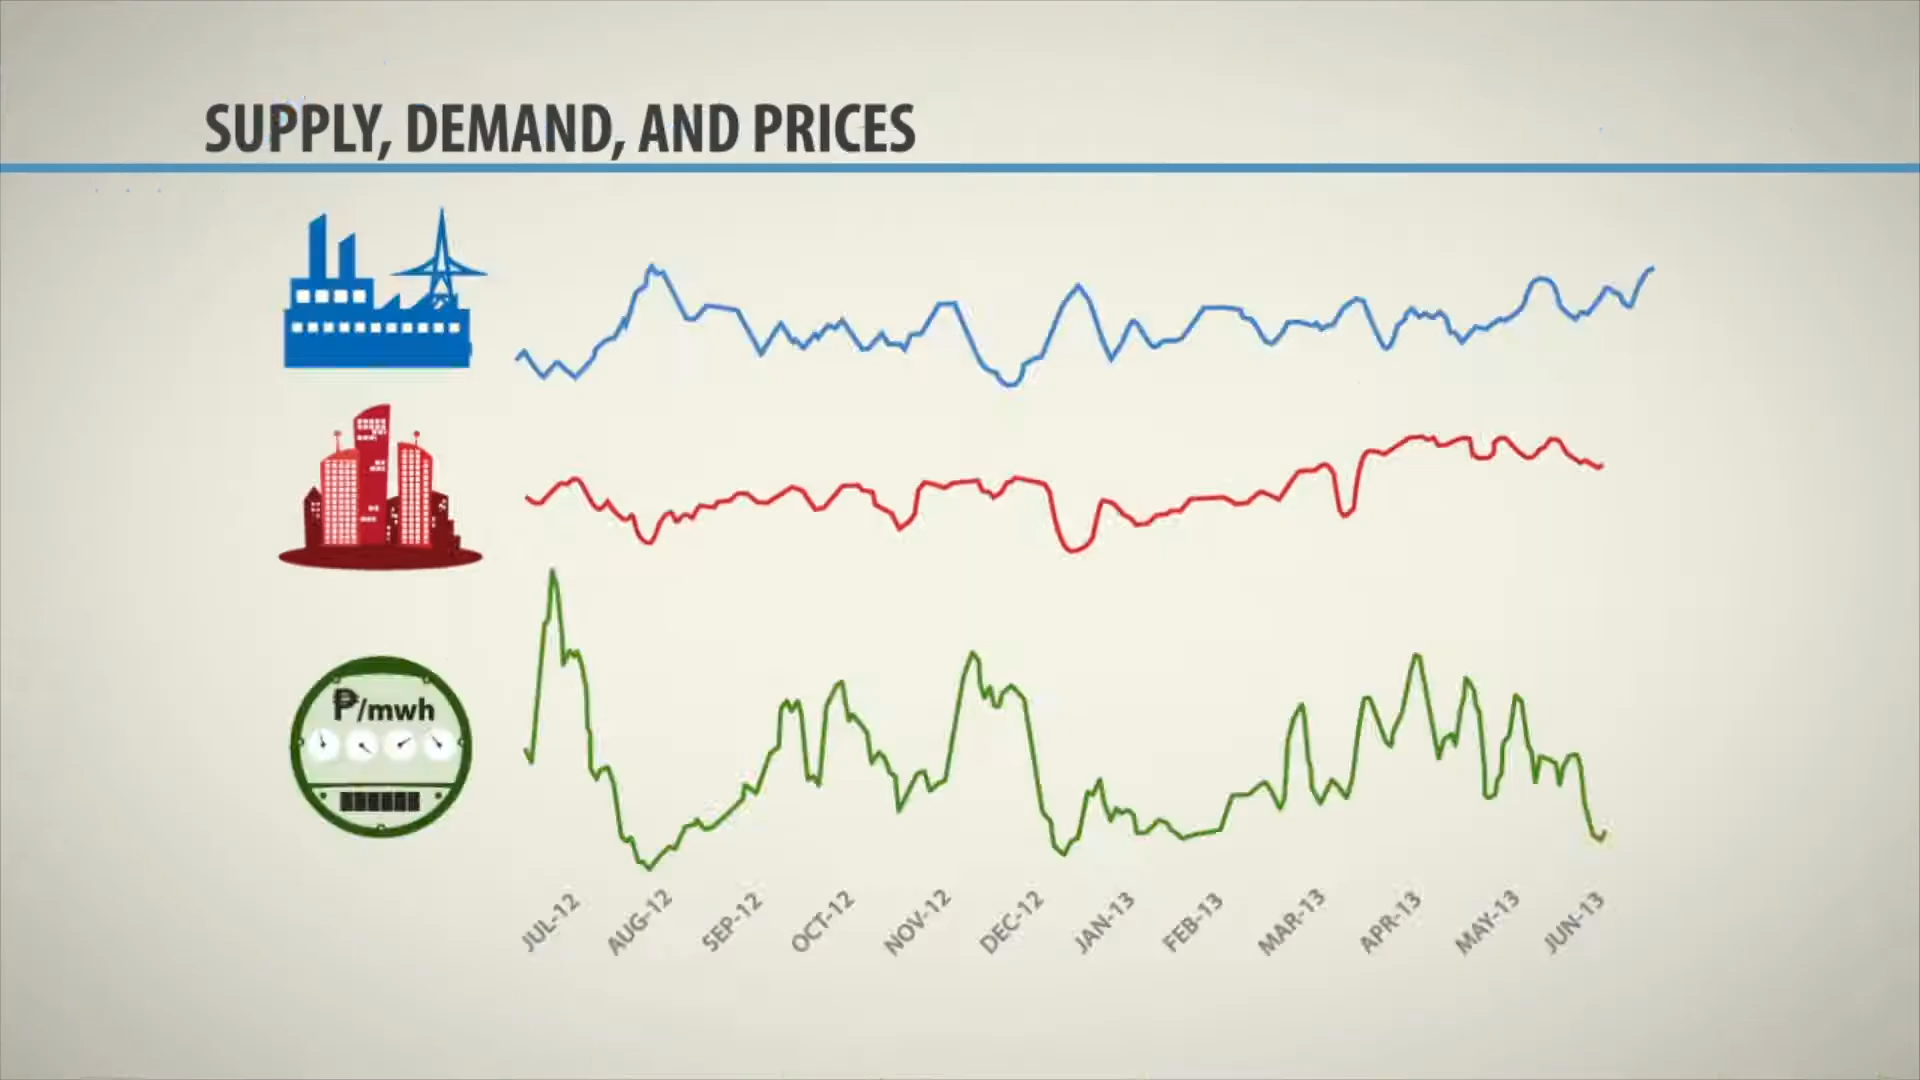 SUPPLY, DEMAND, AND PRICES
₱/mwh
JUL-12
AUG-12
SEP-12
OCT-12
NOV-12
DEC-12
JAN-13
FEB-13
MAR-13
APR-13
MAY-13
JUN-13